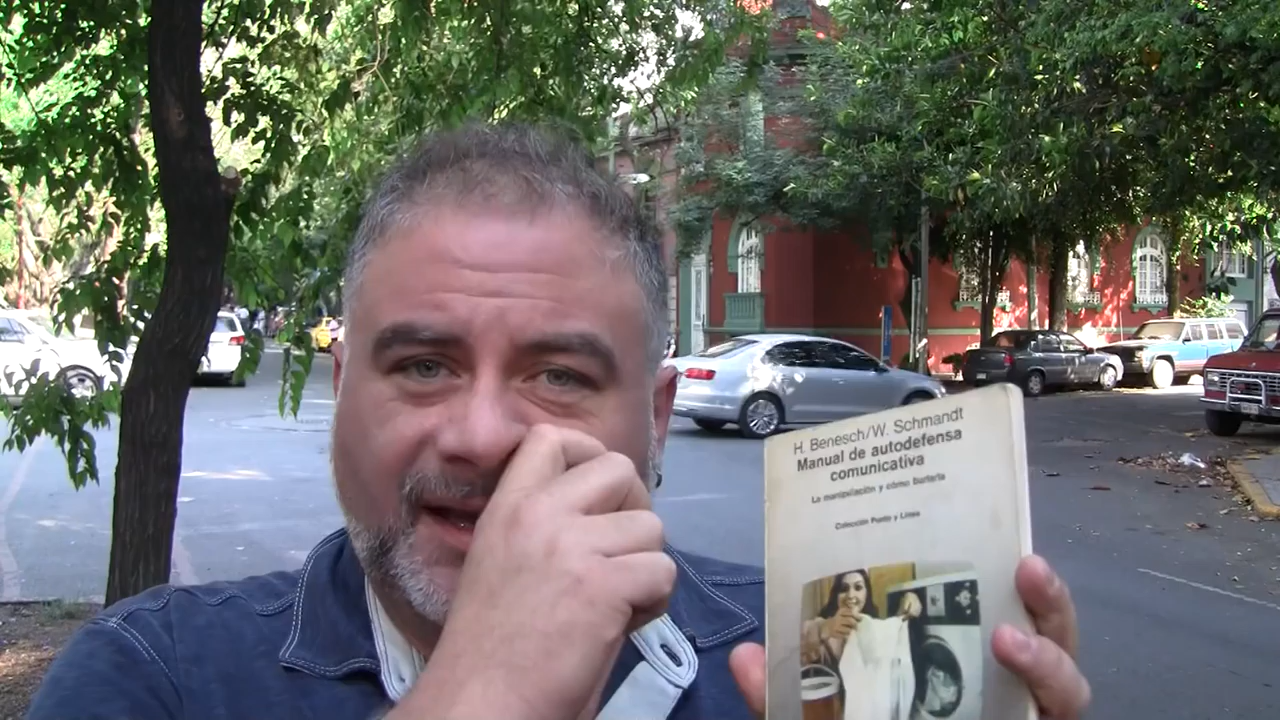 H. Benesch/W. Schmandt
Manual de autodefensa
comunicativa
La manipulación y cómo burlarla
Colección Punto y Línea